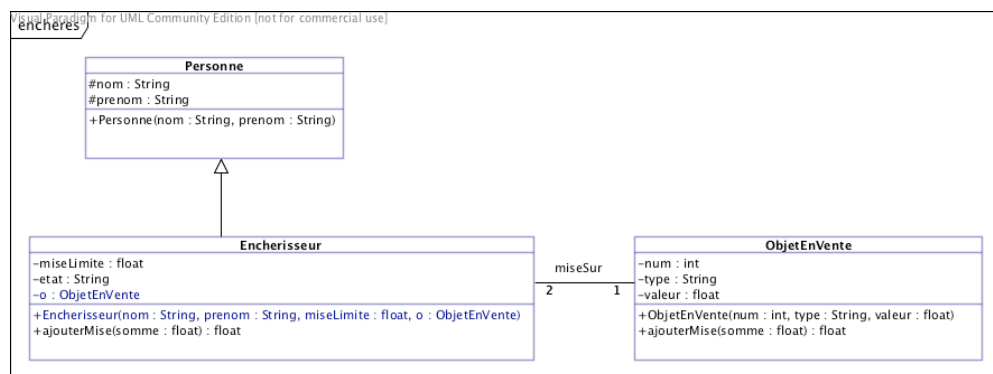 Visual Paradigm for UML Community Edition [not for commercial use]
encheres
Personne
#nom : String
#prenom : String
+Personne(nom : String, prenom : String)
Encherisseur
-miseLimite : float
-etat : String
-o : ObjetEnVente
+Encherisseur(nom : String, prenom : String, miseLimite : float, o : ObjetEnVente)
+ajouterMise(somme : float) : float
miseSur
2 1
ObjetEnVente
-num : int
-type : String
-valeur : float
+ObjetEnVente(num : int, type : String, valeur : float)
+ajouterMise(somme : float) : float